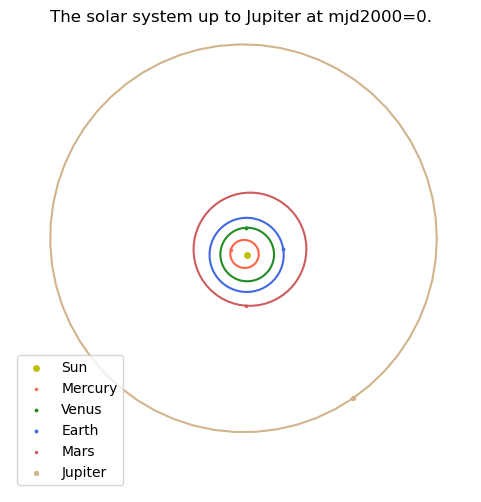 The solar system up to Jupiter at mjd2000=0.
Sun
Mercury
Venus
Earth
Mars
Jupiter